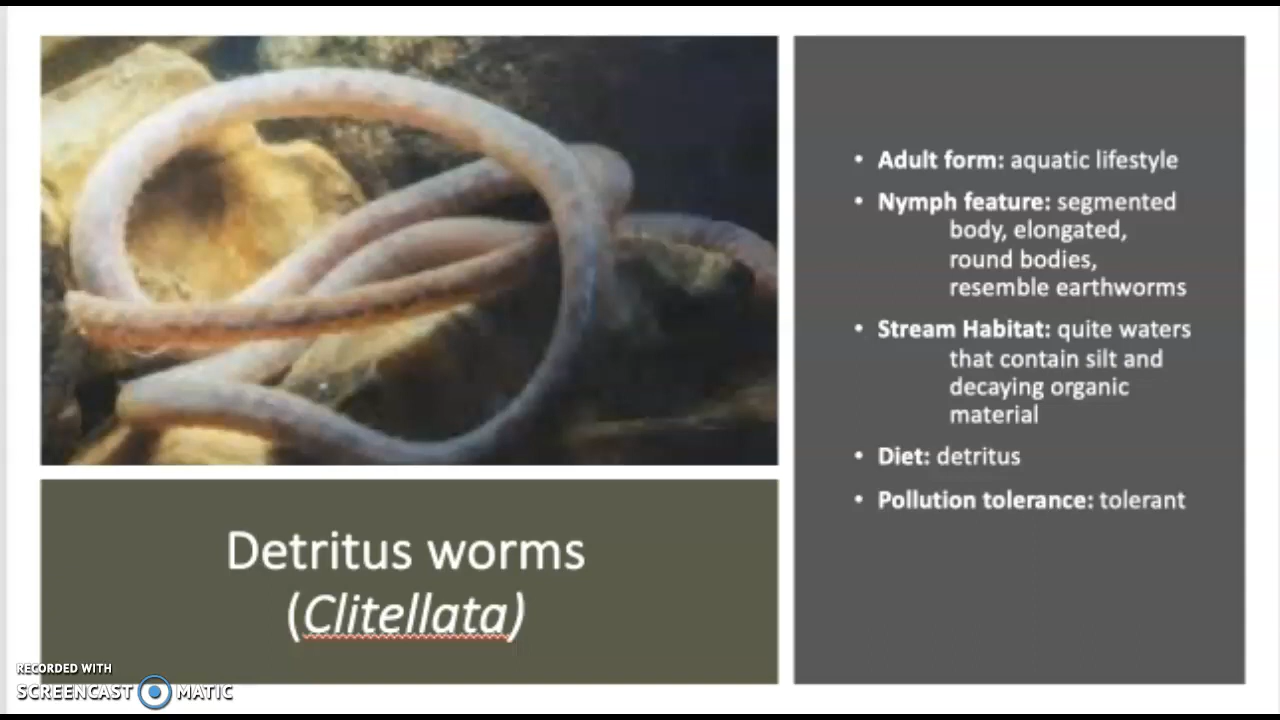 Detritus worms
(Clitellata)
• Adult form: aquatic lifestyle
• Nymph feature: segmented
body, elongated,
round bodies,
resemble earthworms
• Stream Habitat: quite waters
that contain silt and
decaying organic
material
• Diet: detritus
• Pollution tolerance: tolerant
RECORDED WITH
SCREENCAST MATIC